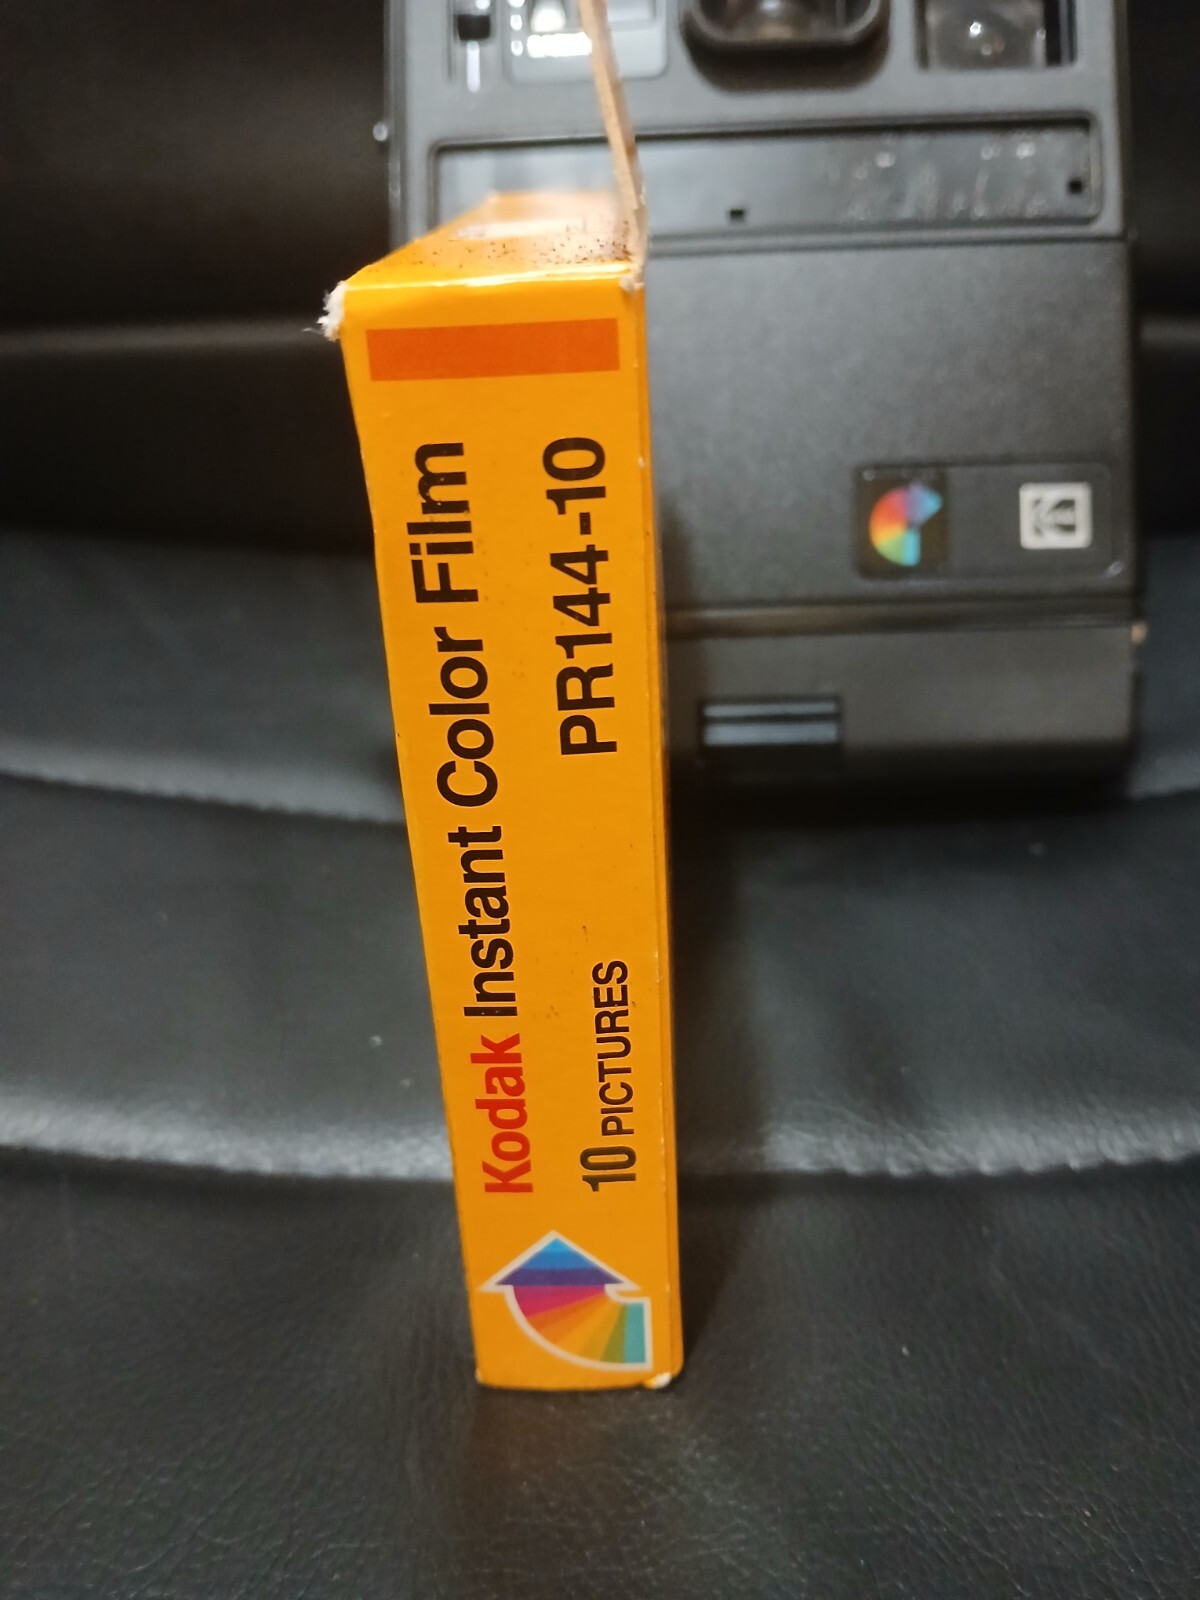 Kodak Instant Color Film
10 PICTURES PR144-10